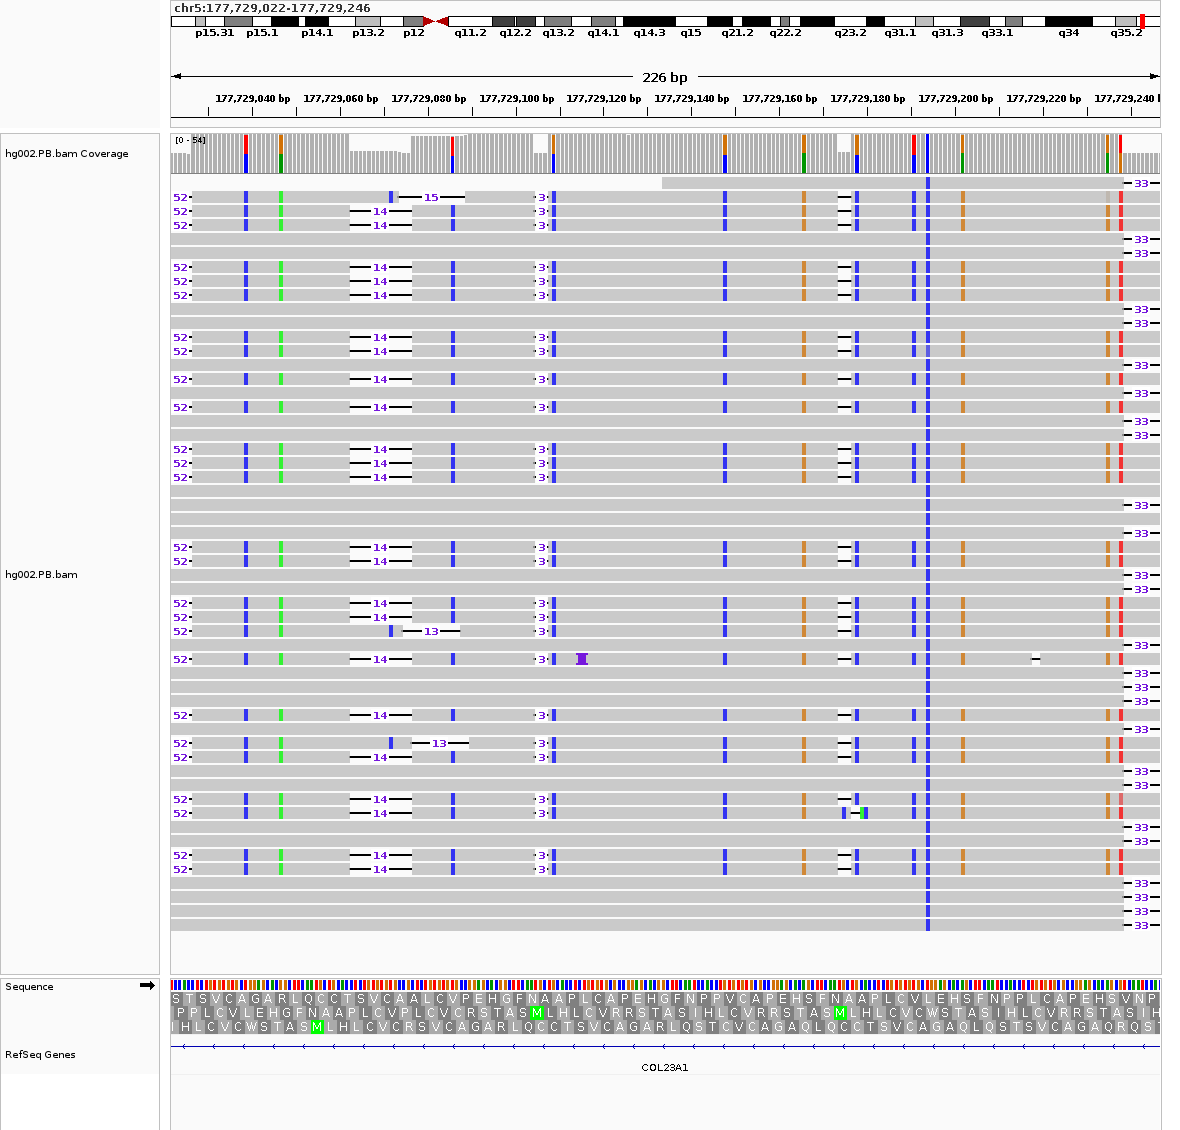 chr5:177,729,022-177,729,246
p15.31 p15.1 p14.1 p13.2 p12 q11.2 q12.2 q13.2 q14.1 q14.3 q15 q21.2 q22.2 q23.2 q31.1 q31.3 q33.1 q34 q35.2
226 bp
177,729,040 bp 177,729,060 bp 177,729,080 bp 177,729,100 bp 177,729,120 bp 177,729,140 bp 177,729,160 bp 177,729,180 bp 177,729,200 bp 177,729,220 bp 177,729,240
[0 - 54]
hg002.PB.bam Coverage
33
52 15 3
52 14 3
52 14 3
33
33
52 14 3
52 14 3
52 14 3
33
33
52 14 3
52 14 3
33
52 14 3
33
52 14 3
33
33
52 14 3
52 14 3
52 14 3
33
33
52 14 3
52 14 3
hg002.PB.bam
33
33
52 14 3
52 14 3
52 13 3
33
52 14 3
33
33
33
52 14 3
33
52 13 3
52 14 3
33
33
52 14 3
52 14 3
33
33
52 14 3
52 14 3
33
33
33
33
Sequence
S T S V C A G A R L Q C C T S V C A A L C V P E H G F N A A P L C A P E H G F N P P V C A P E H S F N A A P L C V L E H S F N P P L C A P E H S V N P
P P L C V L E H G F N A A P L C V P L C V C R S T A S M L H L C V R R S T A S I H L C V R R S T A S M L H L C V C W S T A S I H L C V R R S T A S I H
I H L C V C W S T A S M L H L C V C R S V C A G A R L Q C C T S V C A G A R L Q S T C V C A G A Q L Q C C T S V C A G A Q L Q S T S V C A G A Q R Q S
RefSeq Genes
COL23A1